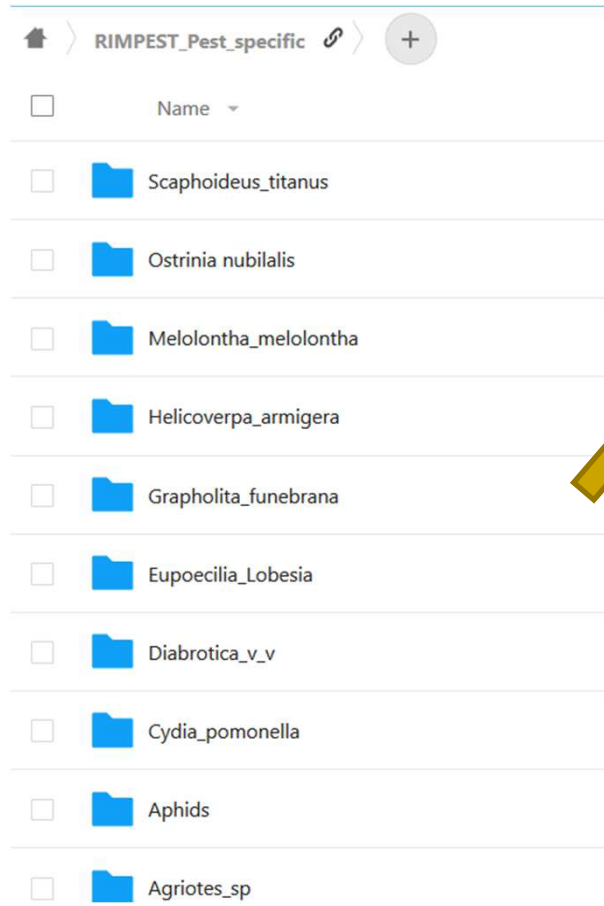 RIMPEST_Pest_specific +
Name
Scaphoideus_titanus
Ostrinia nubilalis
Melolontha_melolontha
Helicoverpa_armigera
Grapholita_funebrana
Eupoecilia_Lobesia
Diabrotica_v_v
Cydia_pomonella
Aphids
Agriotes_sp